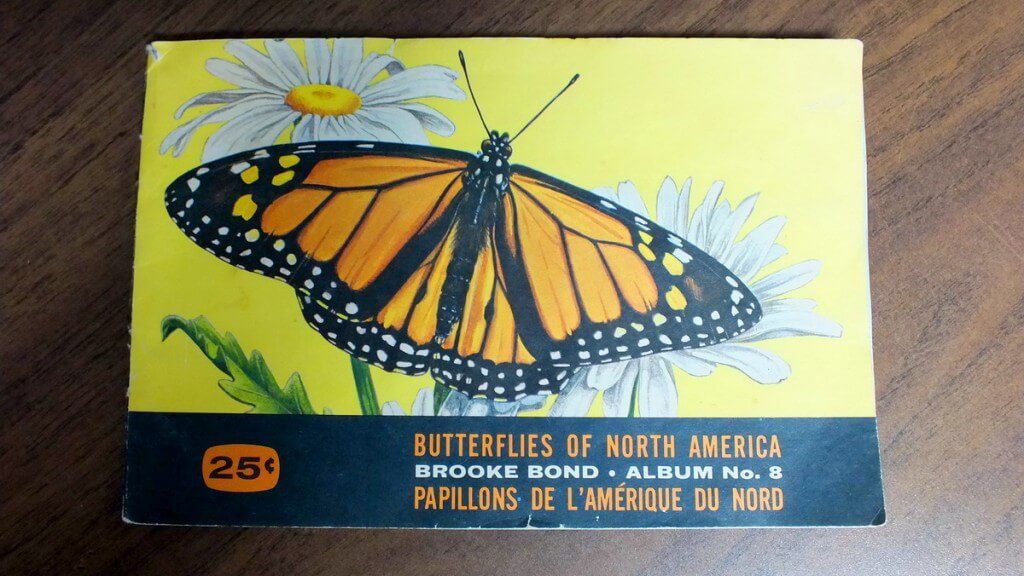 25¢
BUTTERFLIES OF NORTH AMERICA
BROOKE BOND • ALBUM No. 8
PAPILLONS DE L'AMÉRIQUE DU NORD